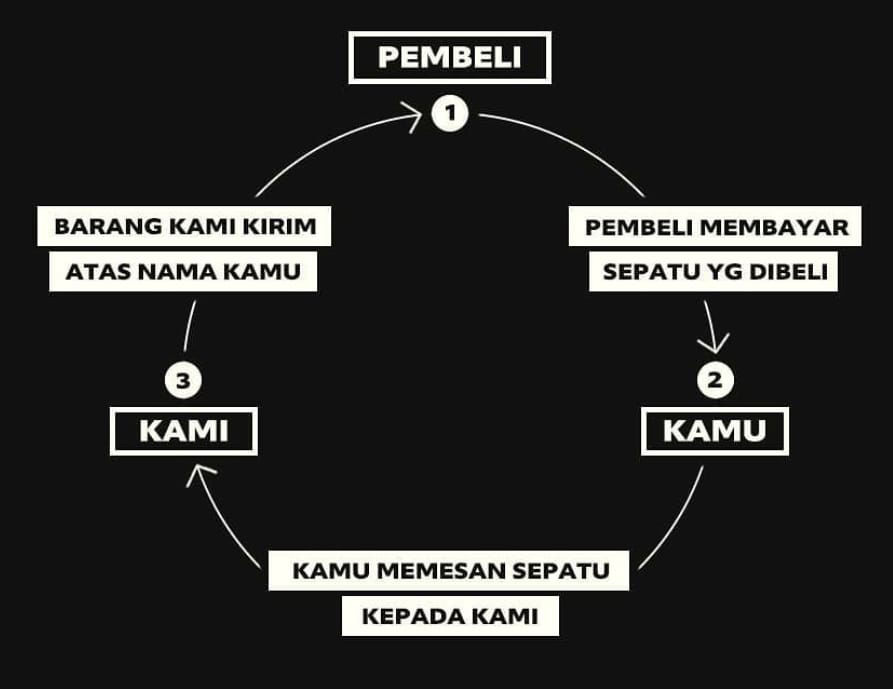 PEMBELI
1
PEMBELI MEMBAYAR
SEPATU YG DIBELI
2
KAMU
KAMU MEMESAN SEPATU
KEPADA KAMI
3
KAMI
BARANG KAMI KIRIM
ATAS NAMA KAMU